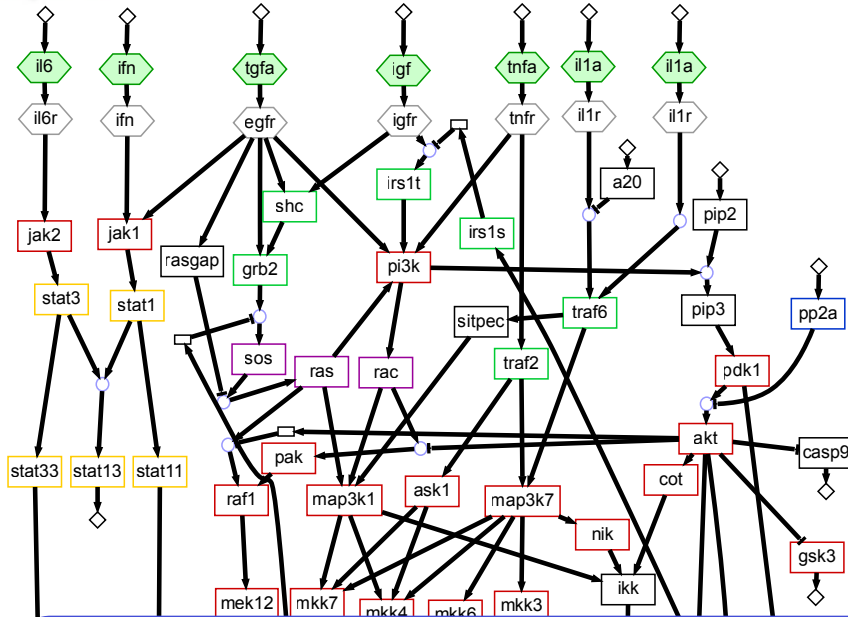 il6
ifn
tgfa
igf
tnfa
il1a
il1a
il6r
ifn
egfr
igfr
tnfr
il1r
il1r
a20
irs1t
shc
pip2
jak2
jak1
irs1s
rasgap
grb2
pi3k
stat3
stat1
sitpec
traf6
pip3
pp2a
sos
ras
rac
traf2
pdk1
akt
casp9
stat33
stat13
stat11
pak
cot
raf1
map3k1
ask1
map3k7
nik
gsk3
ikk
mek12
mkk7
mkk4
mkk6
mkk3